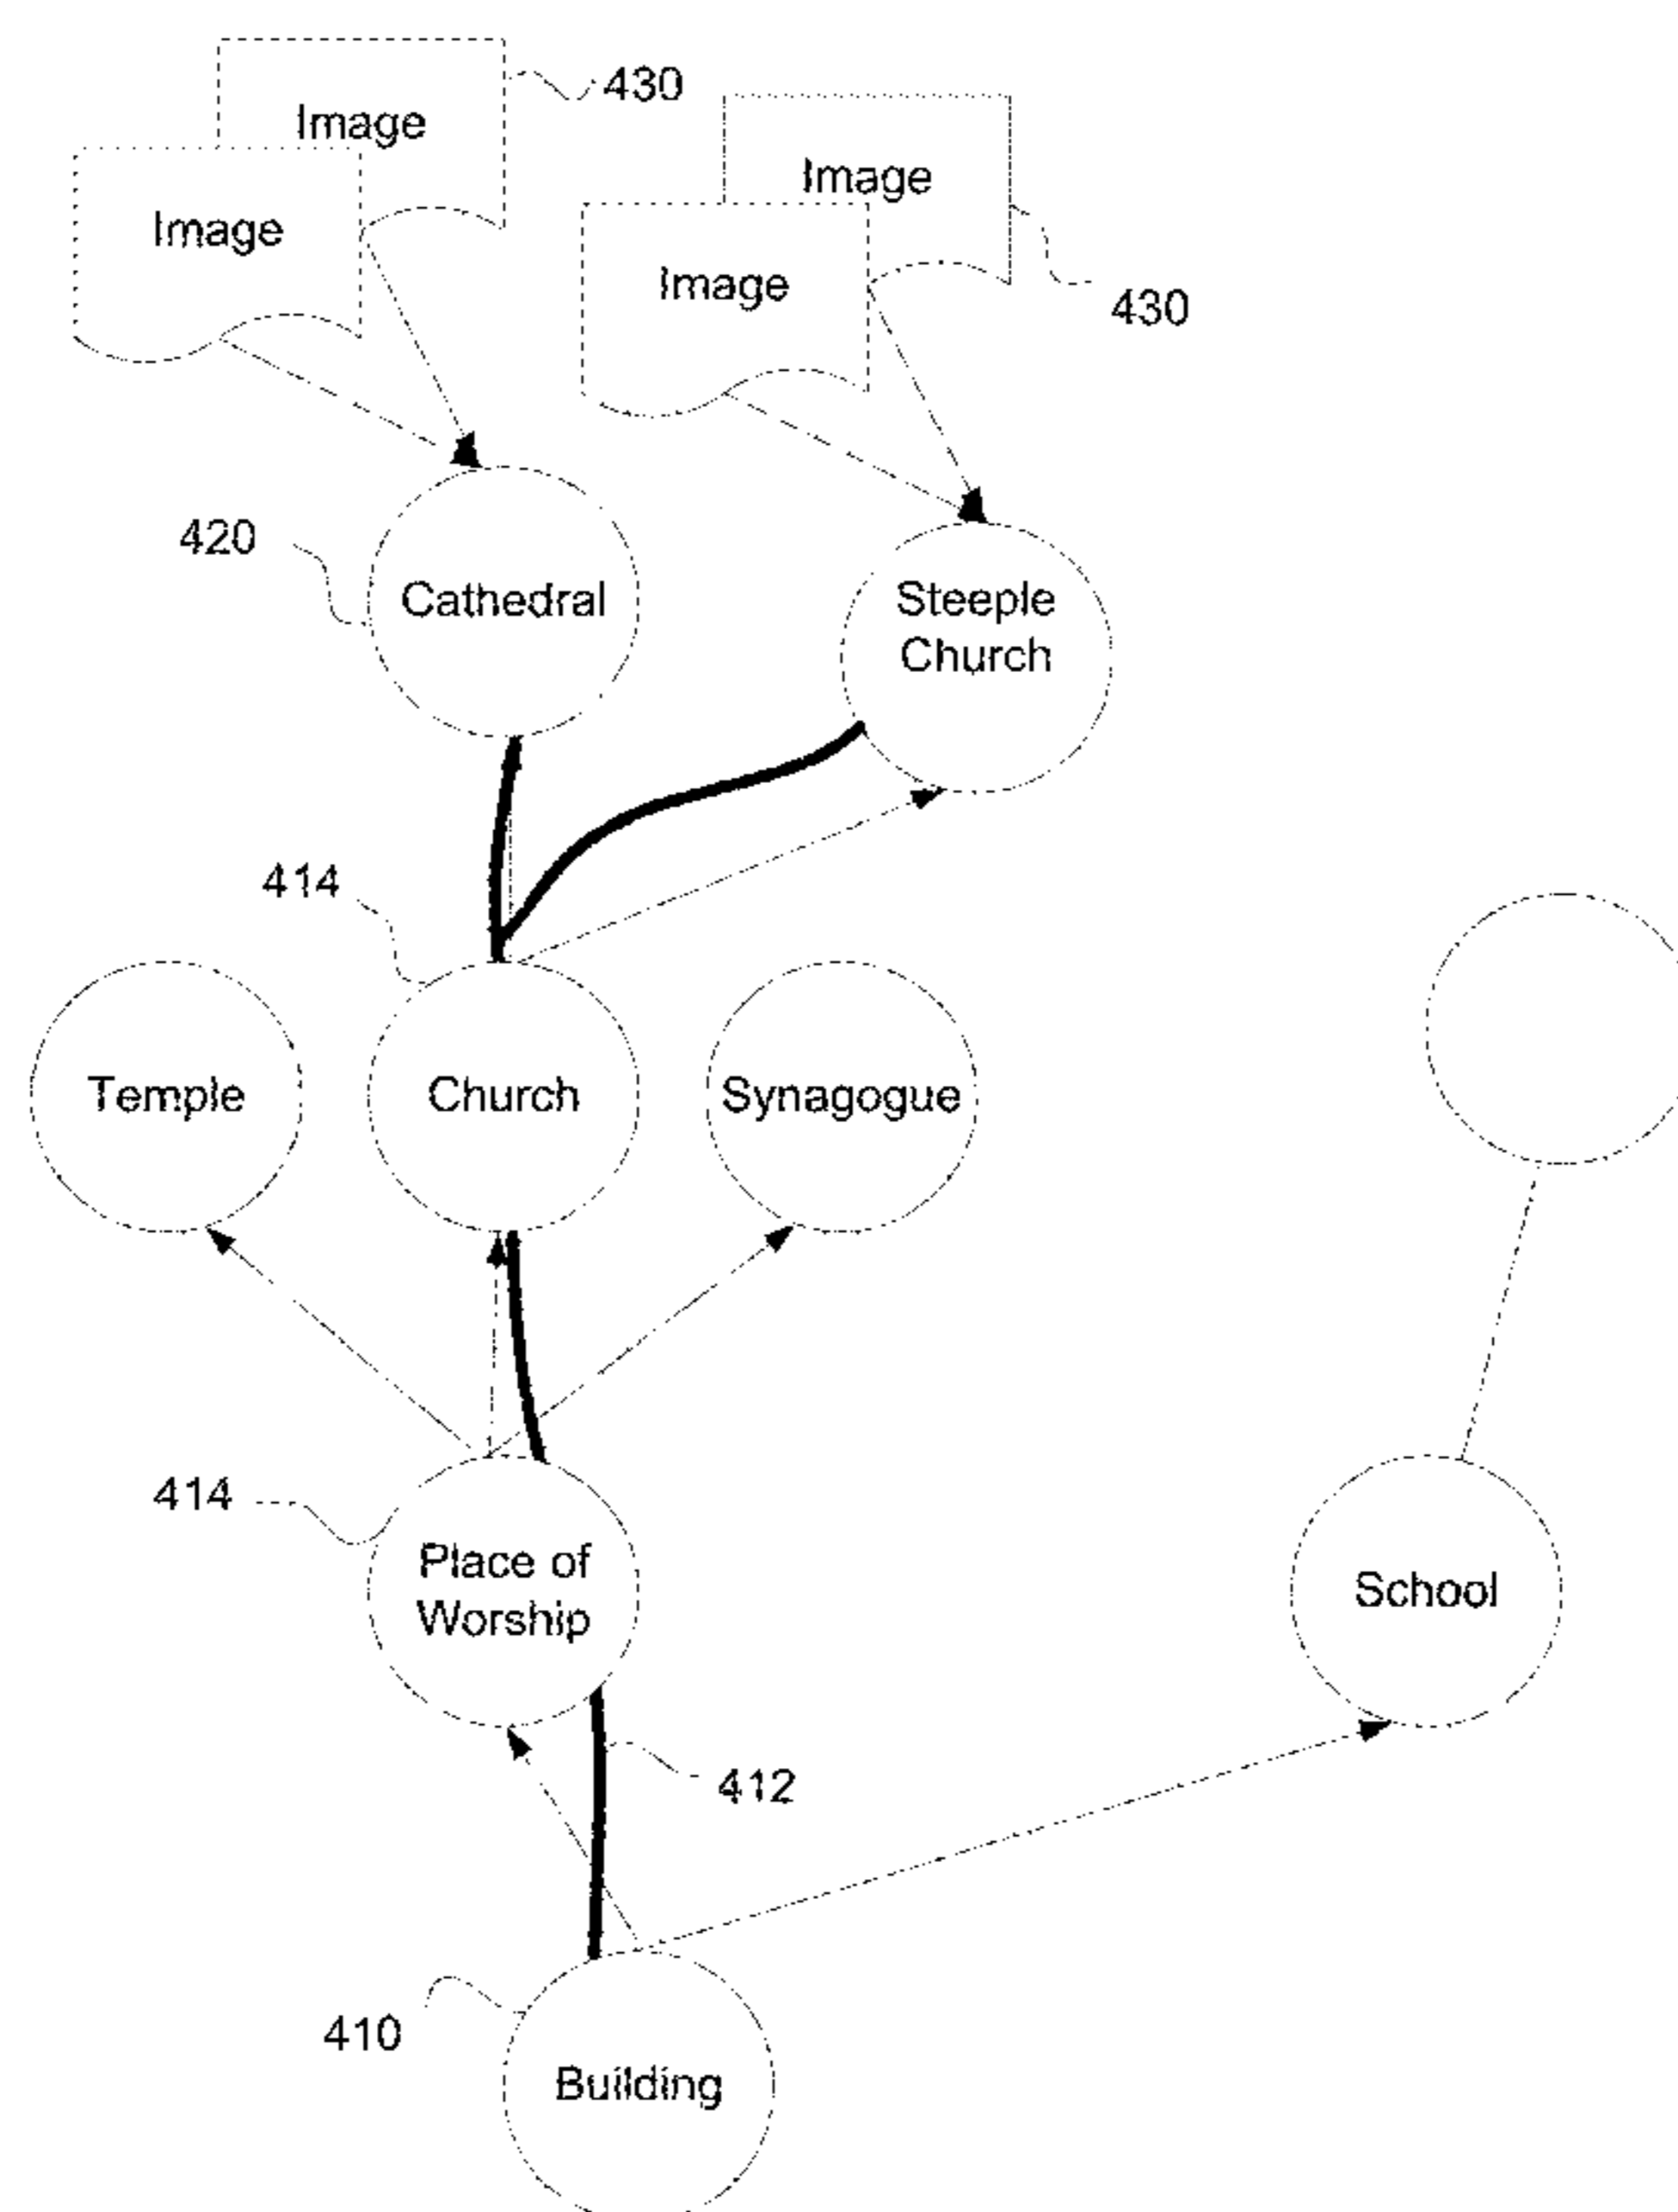 430
Image
Image
Image
Image
430
420
Cathedral
Steeple
Church
414
Temple
Church
Synagogue
414
Place of
Worship
School
412
410
Building